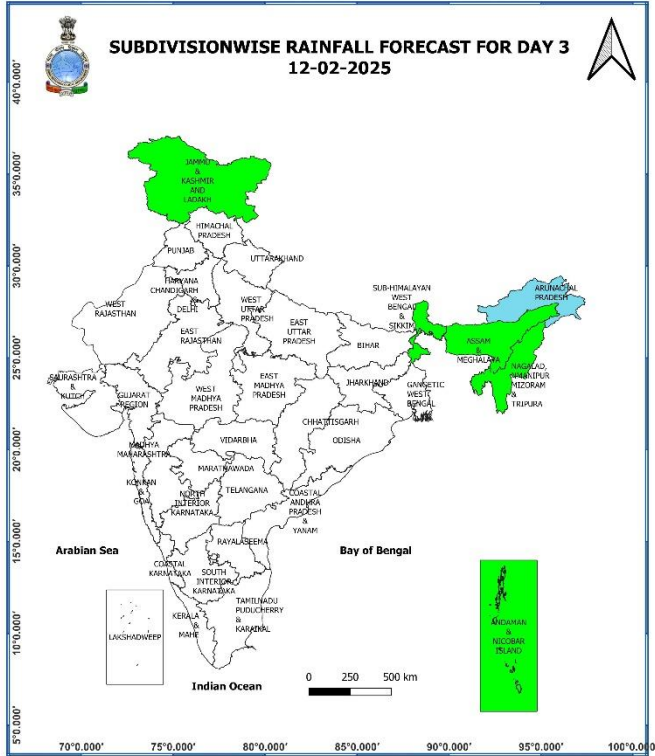 SUBDIVISIONWISE RAINFALL FORECAST FOR DAY 3
12-02-2025
40°0.000'
35°0.000'
30°0.000'
25°0.000'
20°0.000'
15°0.000'
10°0.000'
5°0.000'
JAMMU
&
KASHMIR
AND
LADAKH
HIMACHAL
PRADESH
PUNJAB
UTTARAKHAND
HARYANA
CHANDIGARH
&
DELHI
WEST
RAJASTHAN
WEST
UTTAR
PRADESH
EAST
RAJASTHAN
EAST
UTTAR
PRADESH
SUB-HIMALAYAN
WEST
BENGAL
&
SIKKIM
ARUNACHAL
PRADESH
BIHAR
ASSAM
&
MEGHALAYA
NAGALAD,
MANIPUR
MIZORAM
&
TRIPURA
SAURASHTRA
&
KUTCH
GUJARAT
REGION
WEST
MADHYA
PRADESH
EAST
MADHYA
PRADESH
JHARKHAND
GANGETIC
WEST
BENGAL
CHHATTISGARH
ODISHA
MADHYA
MAHARASHTRA
VIDARBHA
MARATHWADA
KONKAN
&
GOA
NORTH
INTERIOR
KARNATAKA
TELANGANA
COASTAL
ANDHRA
PRADESH
&
YANAM
RAYALASEEMA
Arabian Sea
Bay of Bengal
COASTAL
KARNATAKA
SOUTH
INTERIOR
KARNATAKA
TAMILNADU
PUDUCHERRY
&
KARAIKAL
KERALA
&
MAHE
LAKSHADWEEP
ANDAMAN
&
NICOBAR
ISLAND
Indian Ocean
0 250 500 km
70°0.000' 75°0.000' 80°0.000' 85°0.000' 90°0.000' 95°0.000' 100°0.000'